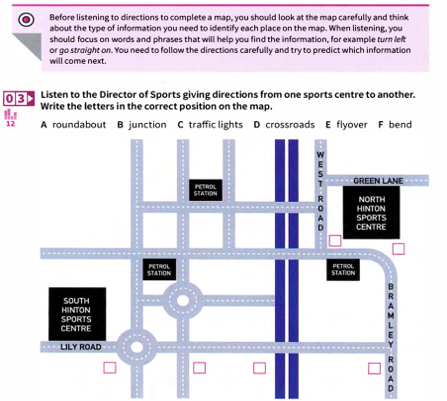 Before listening to directions to complete a map, you should look at the map carefully and think
about the type of information you need to identify each place on the map. When listening, you
should focus on words and phrases that will help you find the information, for example turn left
or go straight on. You need to follow the directions carefully and try to predict which information
will come next.
03 Listen to the Director of Sports giving directions from one sports centre to another.
Write the letters in the correct position on the map.
12
A roundabout B junction C traffic lights D crossroads E flyover F bend
WEST ROAD
GREEN LANE
PETROL
STATION
NORTH
HINTON
SPORTS
CENTRE
PETROL
STATION
PETROL
STATION
SOUTH
HINTON
SPORTS
CENTRE
BRAMLEY ROAD
LILY ROAD